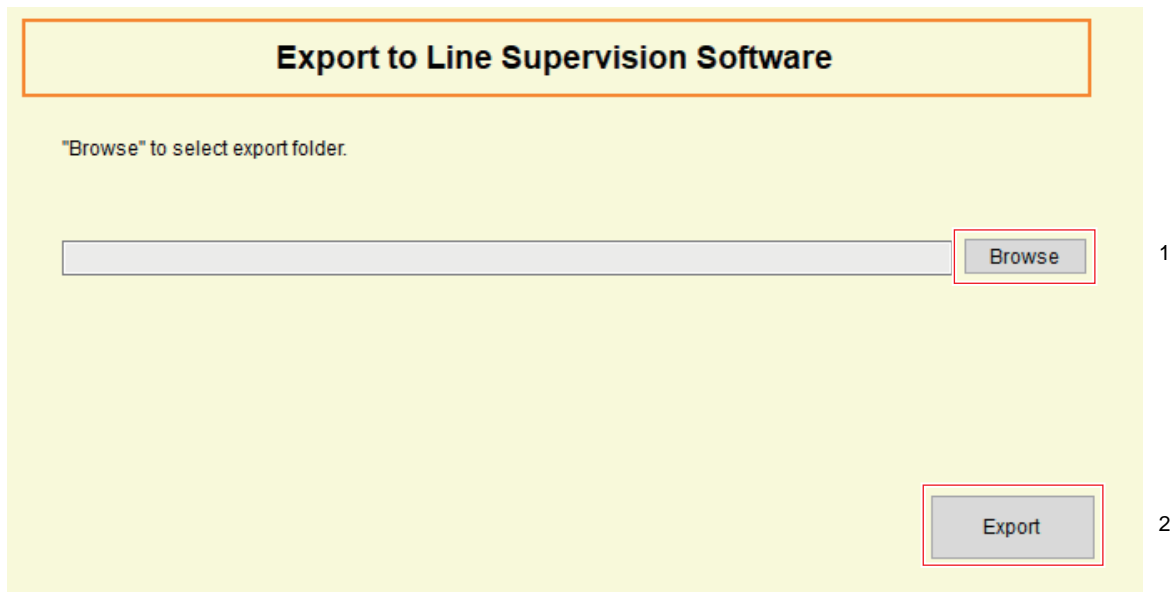 Export to Line Supervision Software
"Browse" to select export folder.
Browse
1
Export
2